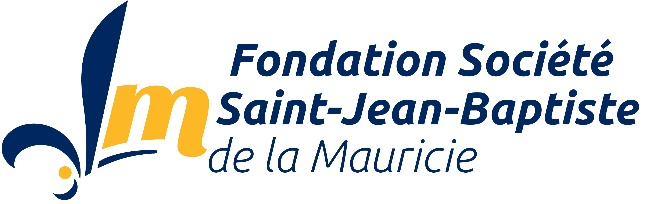 m
Fondation Société
Saint-Jean-Baptiste
de la Mauricie